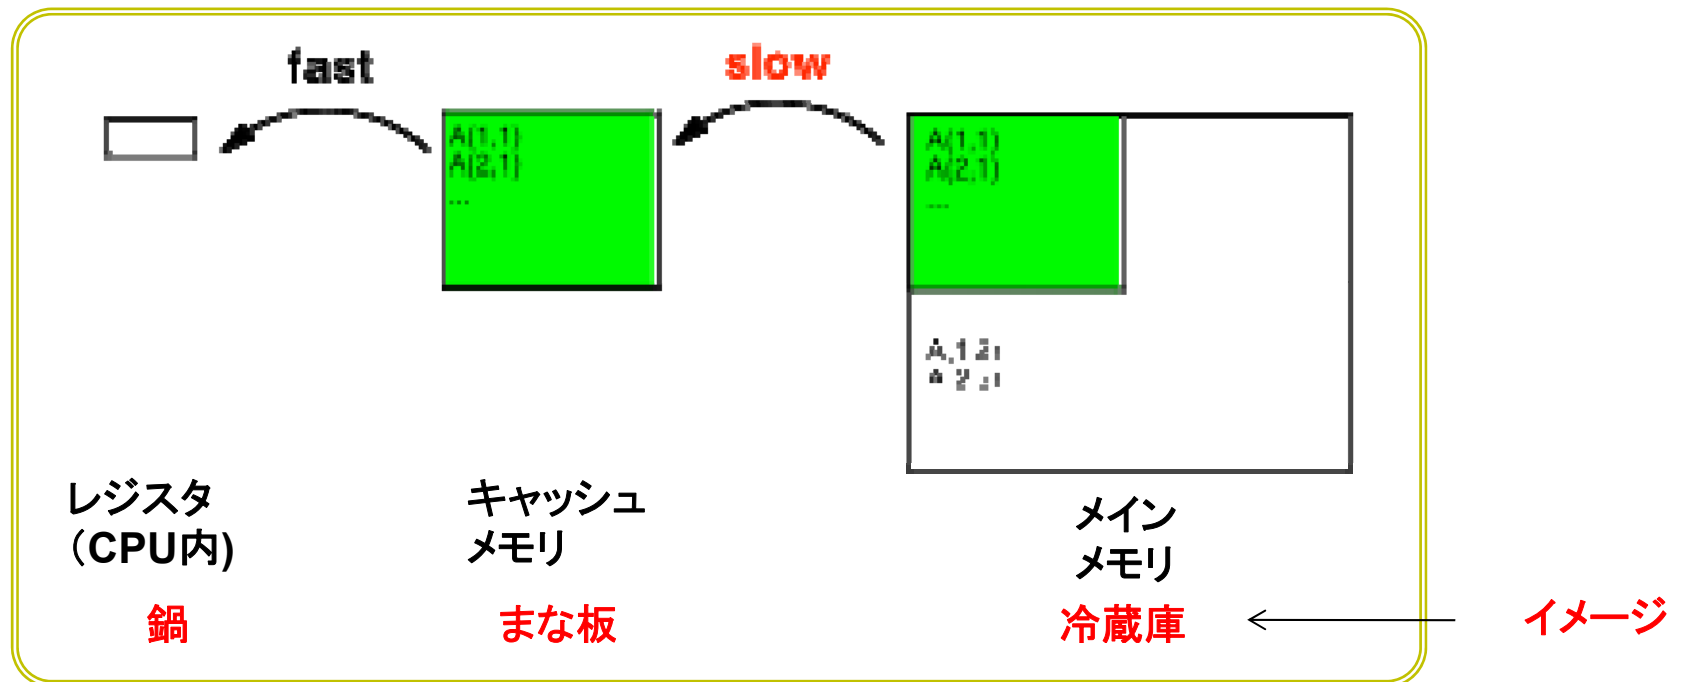 fast
slow
A(1,1)
A(2,1)
...
A(1,1)
A(2,1)
...
レジスタ
（CPU内)
キャッシュ
メモリ
メイン
メモリ
鍋
まな板
冷蔵庫
イメージ